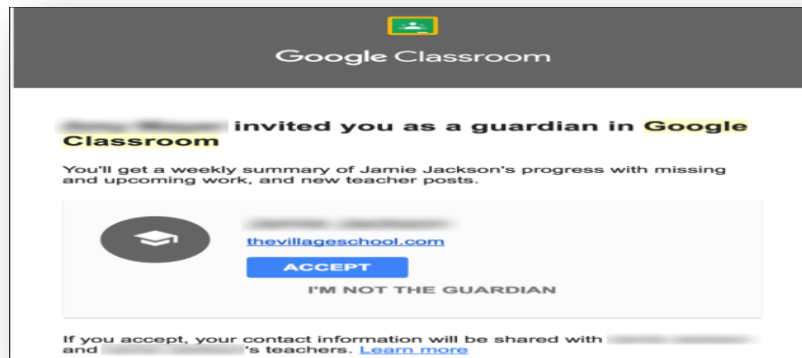 Google Classroom
invited you as a guardian in Google
Classroom
You'll get a weekly summary of Jamie Jackson's progress with missing
and upcoming work, and new teacher posts.
thevillageschool.com
ACCEPT
I'M NOT THE GUARDIAN
If you accept, your contact information will be shared with
and 's teachers. Learn more